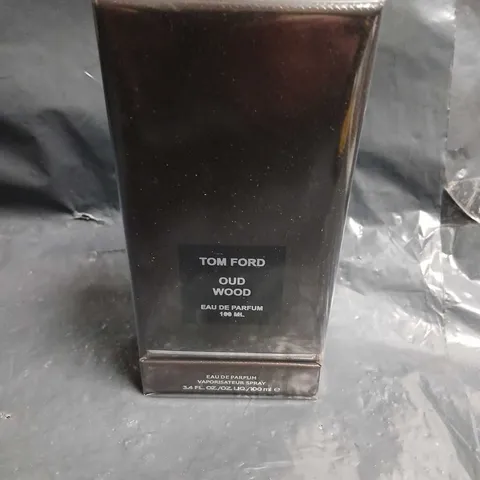 TOM FORD
OUD
WOOD
EAU DE PARFUM
100 ML
EAU DE PARFUM
VAPORISATEUR SPRAY
3.4 FL. OZ./OZ. LIQ./100 ml ℮